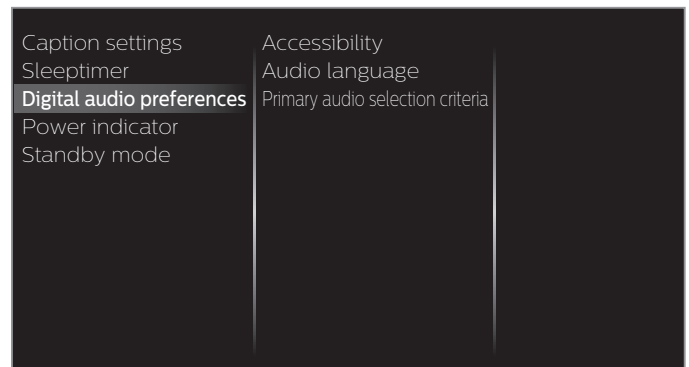 Caption settings
Sleeptimer
Digital audio preferences
Power indicator
Standby mode
Accessibility
Audio language
Primary audio selection criteria